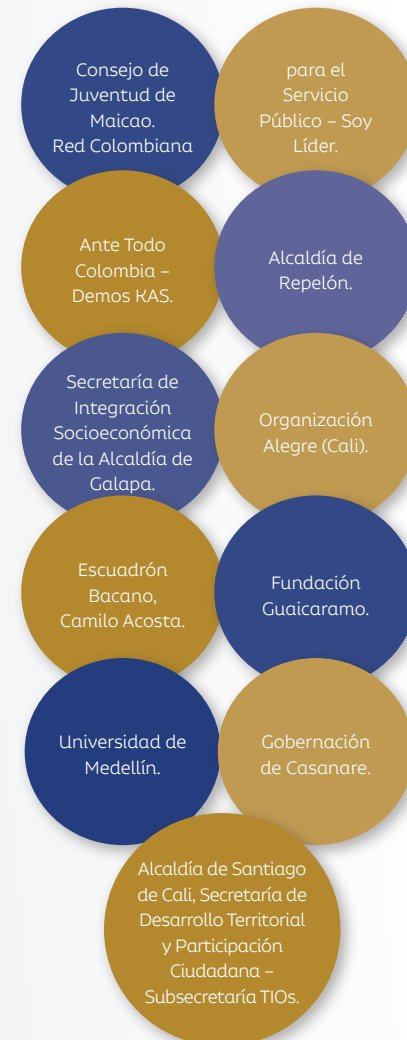 Consejo de
Juventud de
Maicao.
Red Colombiana
para el
Servicio
Público – Soy
Líder.
Ante Todo
Colombia –
Demos KAS.
Alcaldía de
Repelón.
Secretaría de
Integración
Socioeconómica
de la Alcaldía de
Galapa.
Organización
Alegre (Cali).
Escuadrón
Bacano,
Camilo Acosta.
Fundación
Guaicaramo.
Universidad de
Medellín.
Gobernación
de Casanare.
Alcaldía de Santiago
de Cali, Secretaría de
Desarrollo Territorial
y Participación
Ciudadana –
Subsecretaría TIOs.